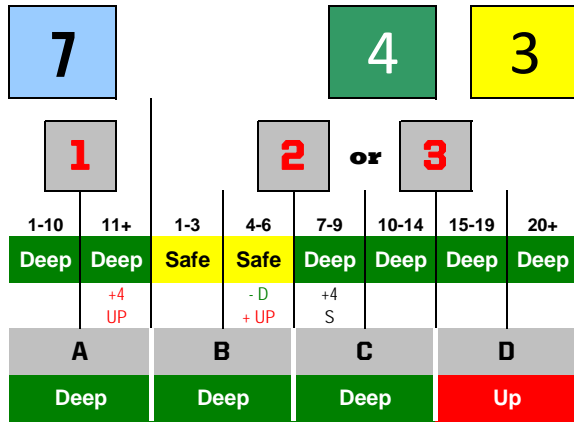 7 4 3
1 2 or 3
1-10 11+ 1-3 4-6 7-9 10-14 15-19 20+
Deep Deep Safe Safe Deep Deep Deep Deep
+4 - D +4
UP + UP S
A B C D
Deep Deep Deep Up